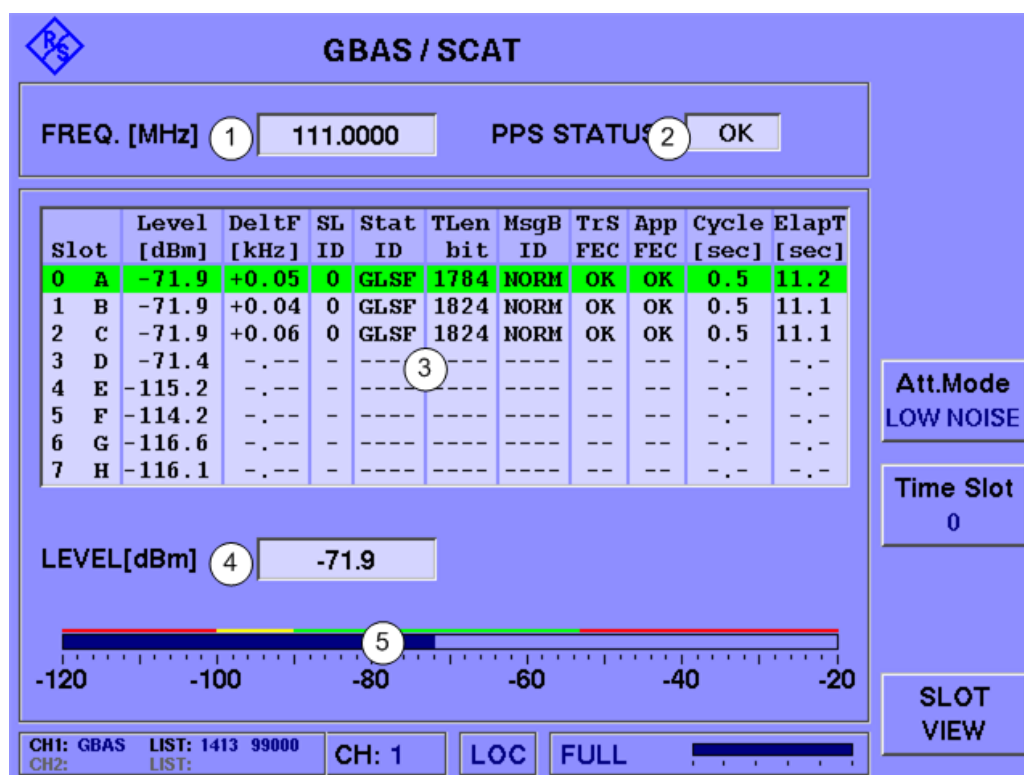 R&S
GBAS / SCAT
FREQ. [MHz] 1 111.0000 PPS STATUS 2 OK
Level DeltF SL Stat TLen MsgB TrS App Cycle ElapT
Slot [dBm] [kHz] ID ID bit ID FEC FEC [sec] [sec]
0 A -71.9 +0.05 0 GLSF 1784 NORM OK OK 0.5 11.2
1 B -71.9 +0.04 0 GLSF 1824 NORM OK OK 0.5 11.1
2 C -71.9 +0.06 0 GLSF 1824 NORM OK OK 0.5 11.1
3 D -71.4 -.-- - ---- ---- ---- -- -- -.- -.-
3
4 E -115.2 -.-- - ---- ---- ---- -- -- -.- -.-
5 F -114.2 -.-- - ---- ---- ---- -- -- -.- -.-
6 G -116.6 -.-- - ---- ---- ---- -- -- -.- -.-
7 H -116.1 -.-- - ---- ---- ---- -- -- -.- -.-
LEVEL[dBm] 4 -71.9
5
-120 -100 -80 -60 -40 -20
Att.Mode
LOW NOISE
Time Slot
0
SLOT
VIEW
CH1: GBAS LIST: 1413 99000
CH2: LIST:
CH: 1
LOC
FULL